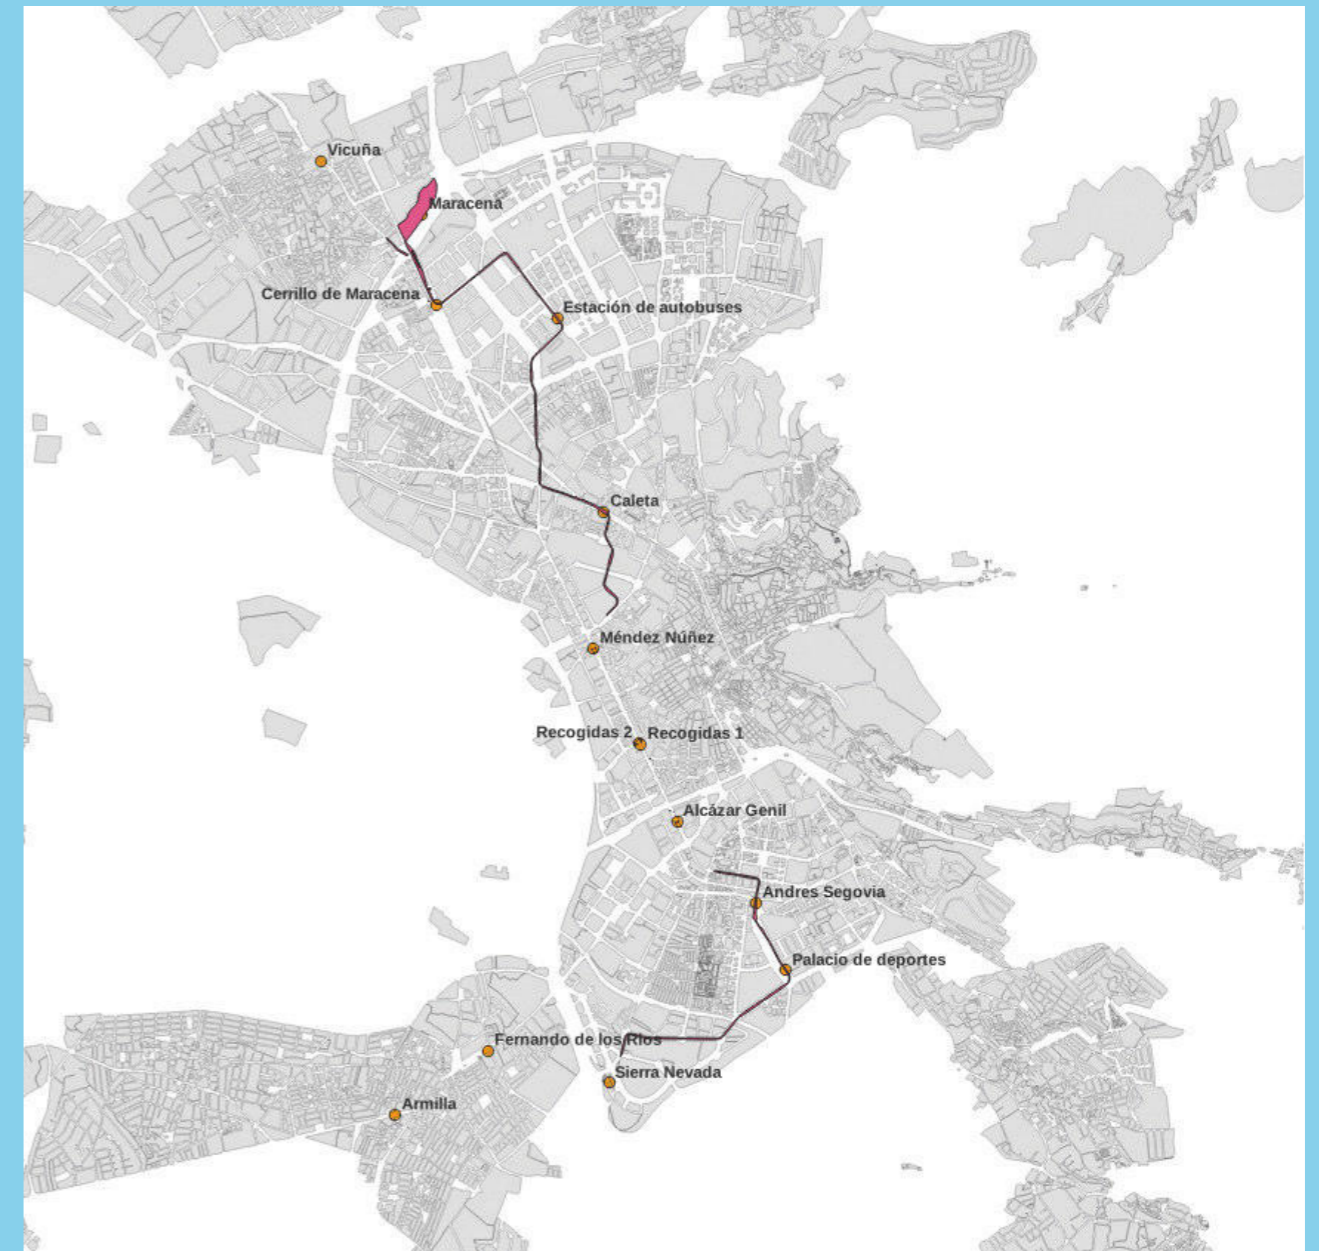 Vicuña
Maracena
Cerrillo de Maracena
Estación de autobuses
Caleta
Méndez Núñez
Recogidas 2
Recogidas 1
Alcázar Genil
Andres Segovia
Palacio de deportes
Fernando de los Ríos
Sierra Nevada
Armilla